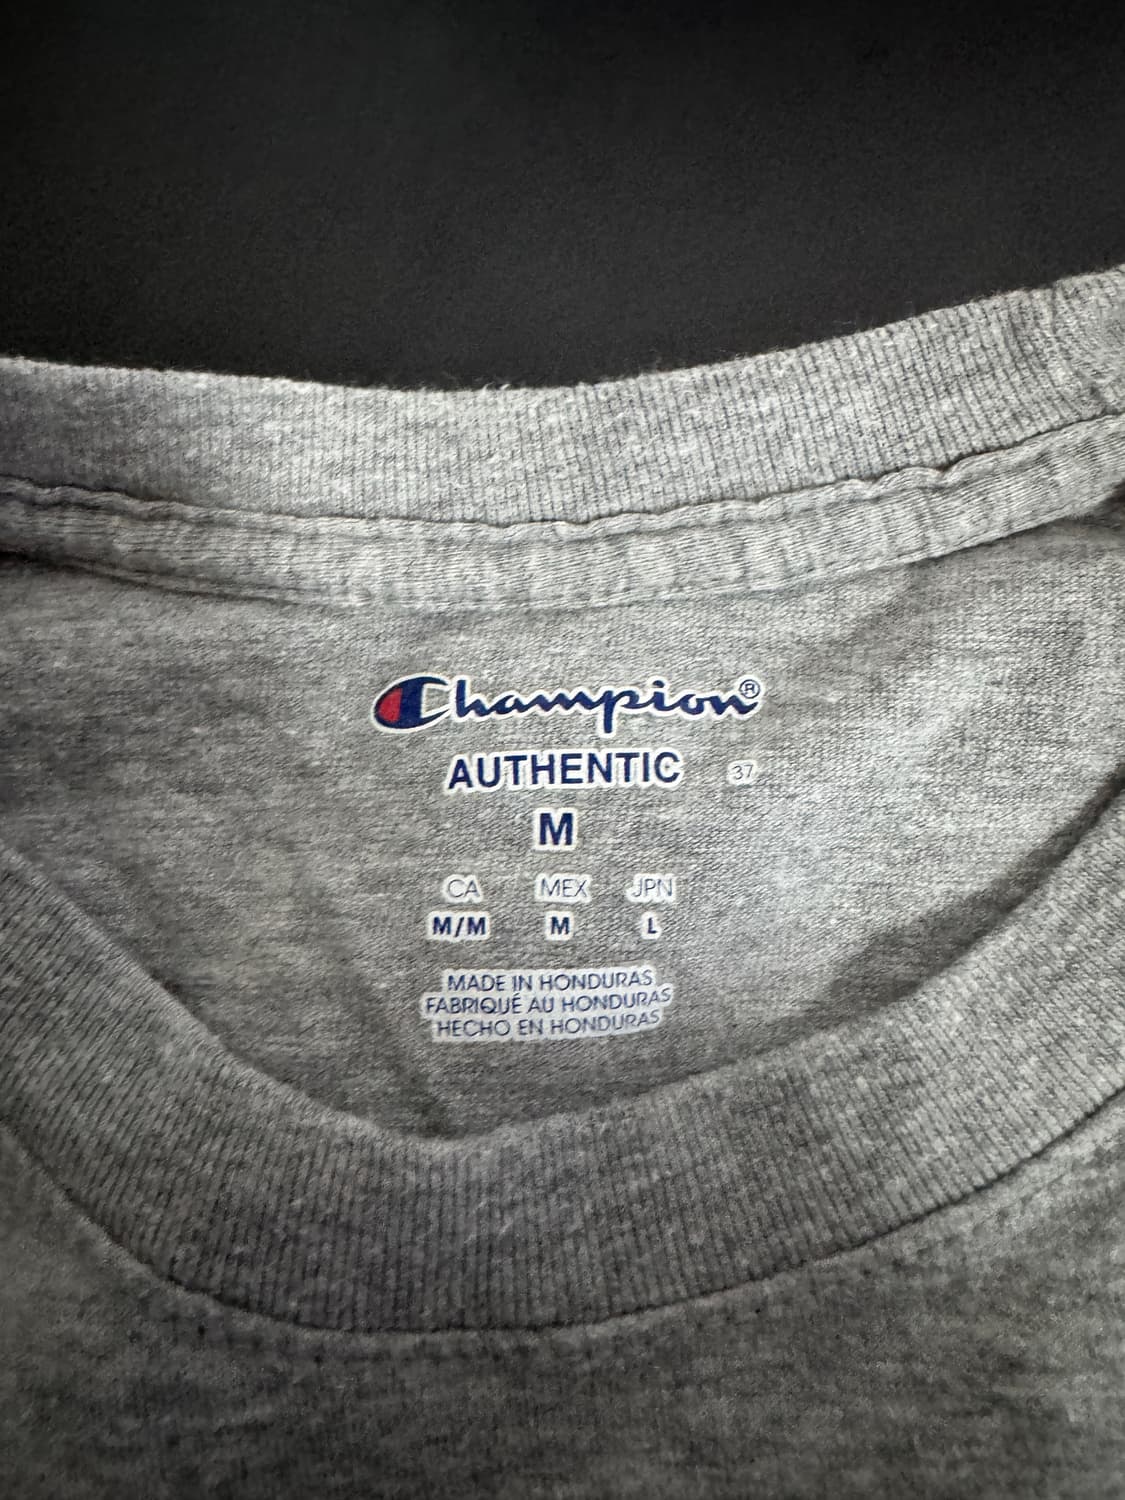 Champion®
AUTHENTIC 37
M
CA MEX JPN
M/M M L
MADE IN HONDURAS
FABRIQUÉ AU HONDURAS
HECHO EN HONDURAS